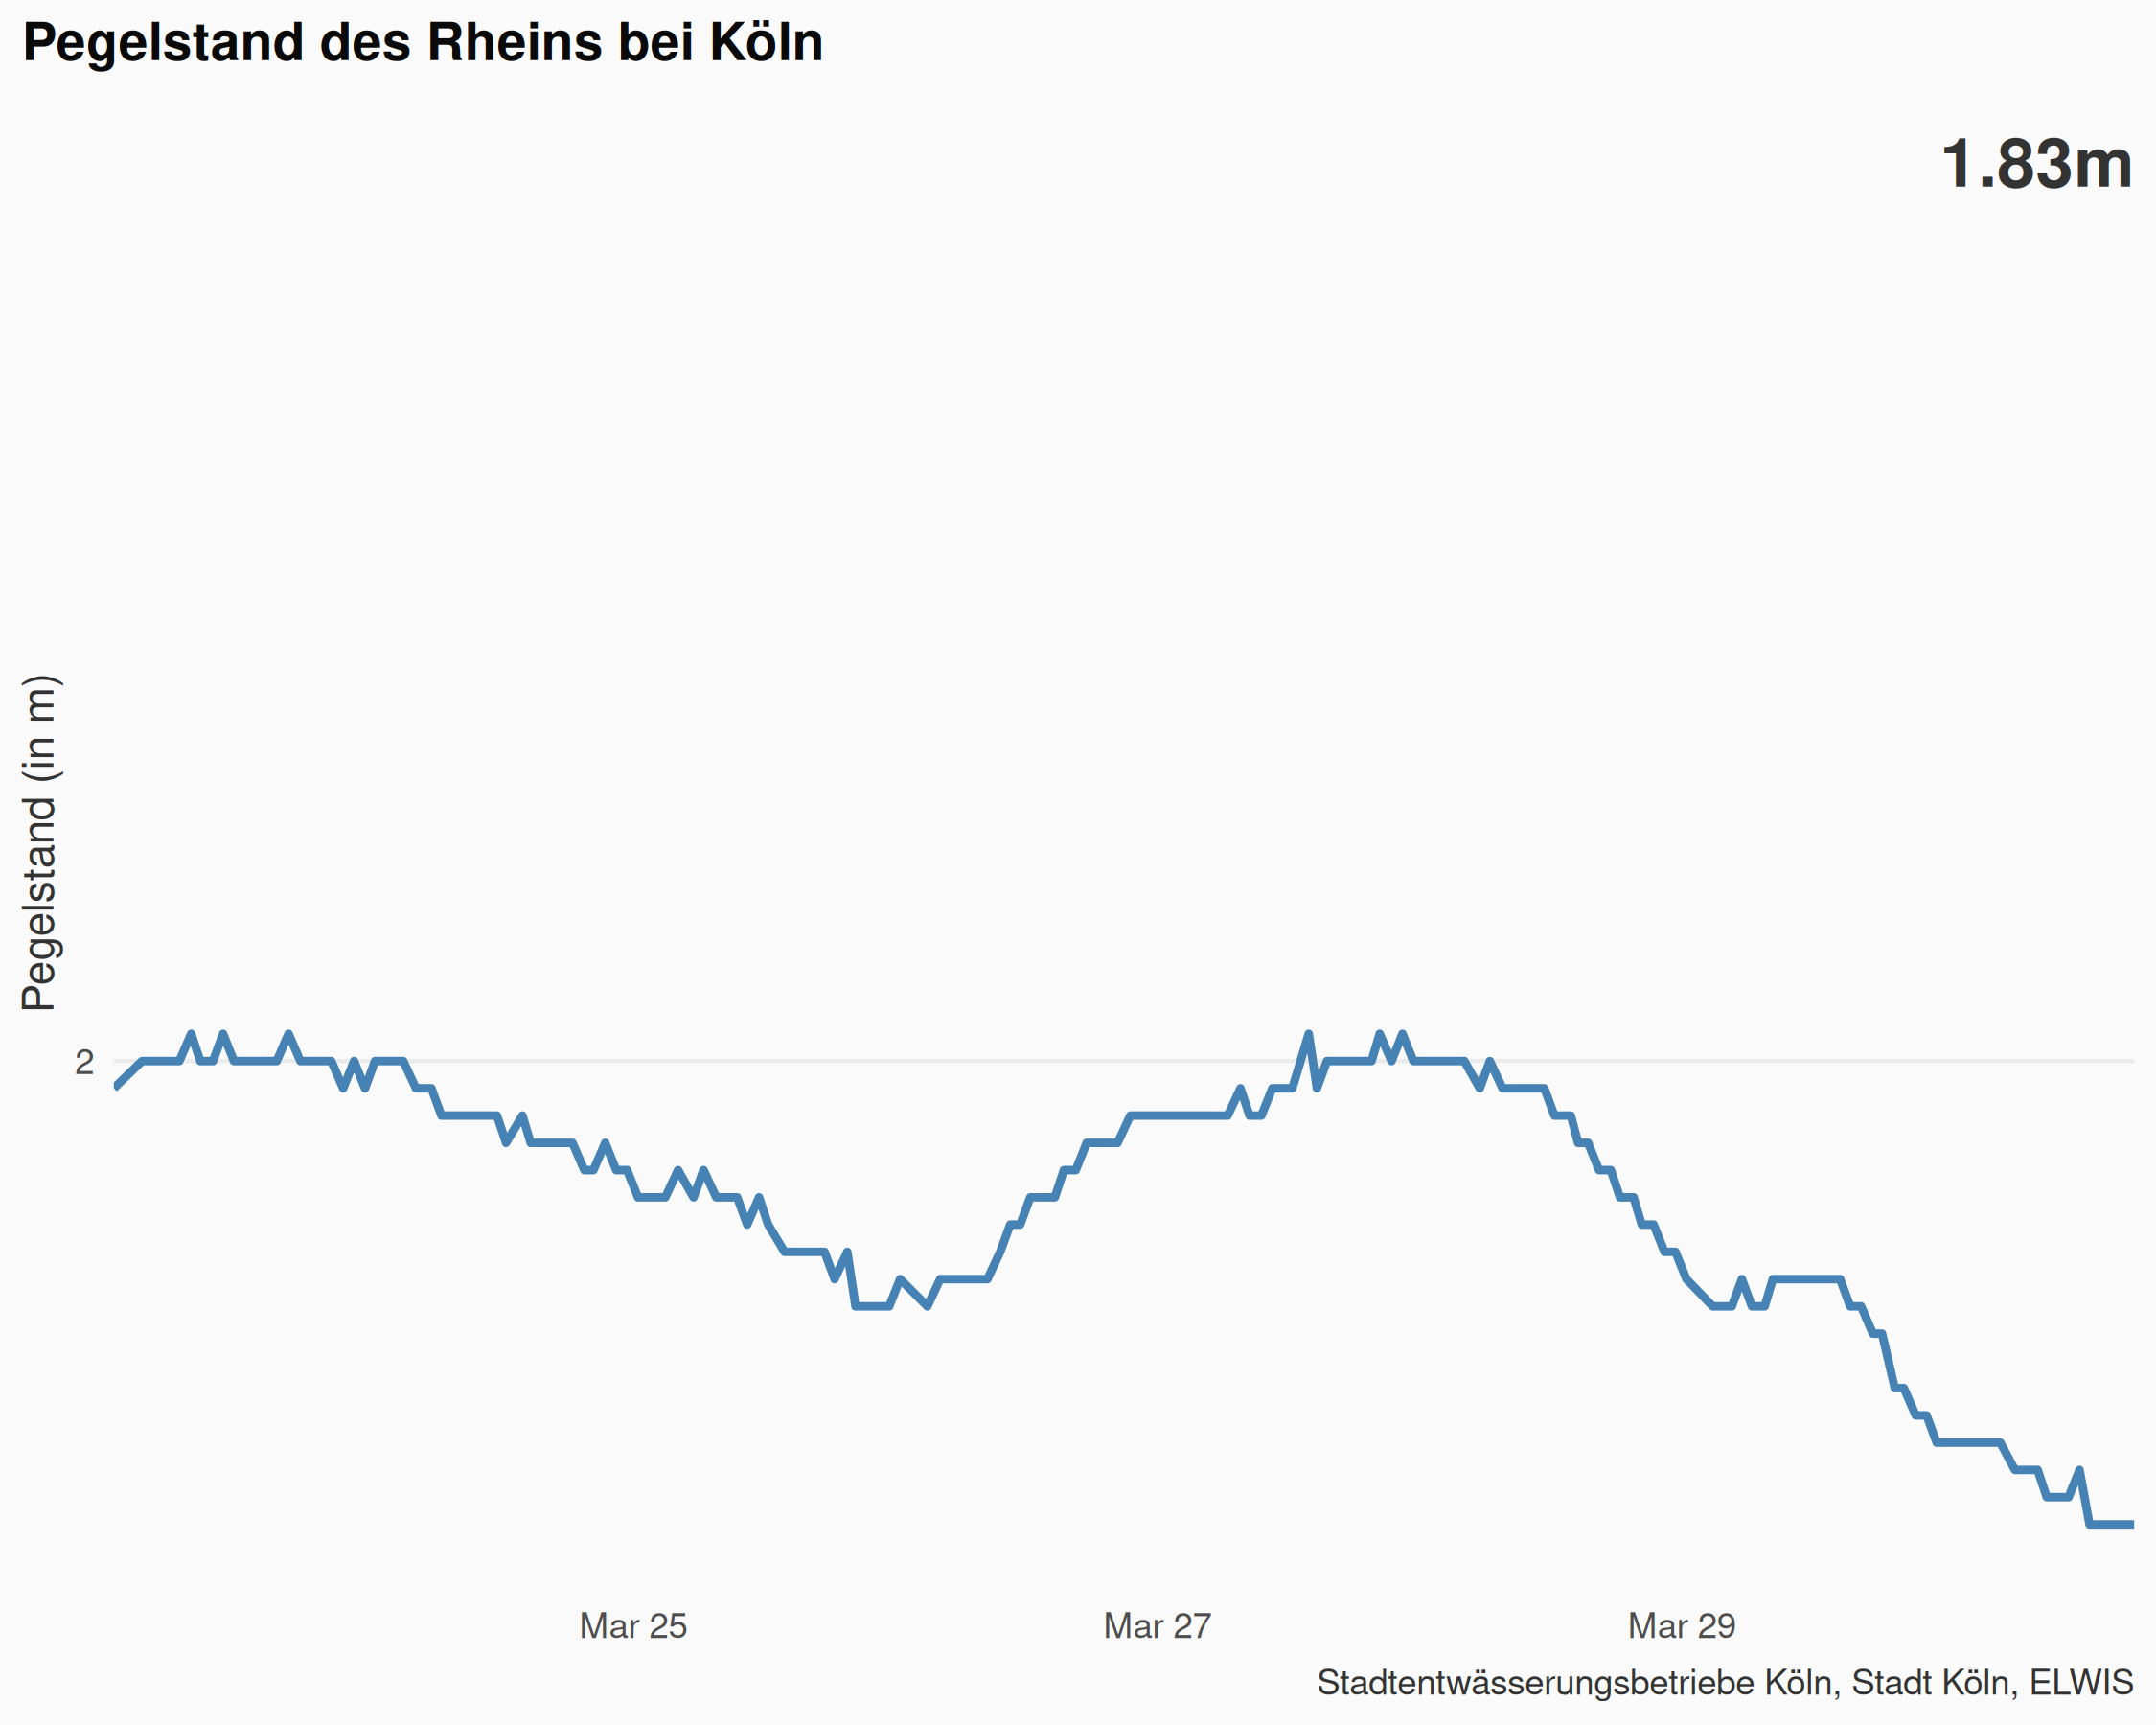 Pegelstand des Rheins bei Köln
1.83m
Pegelstand (in m)
2
Mar 25
Mar 27
Mar 29
Stadtentwässerungsbetriebe Köln, Stadt Köln, ELWIS